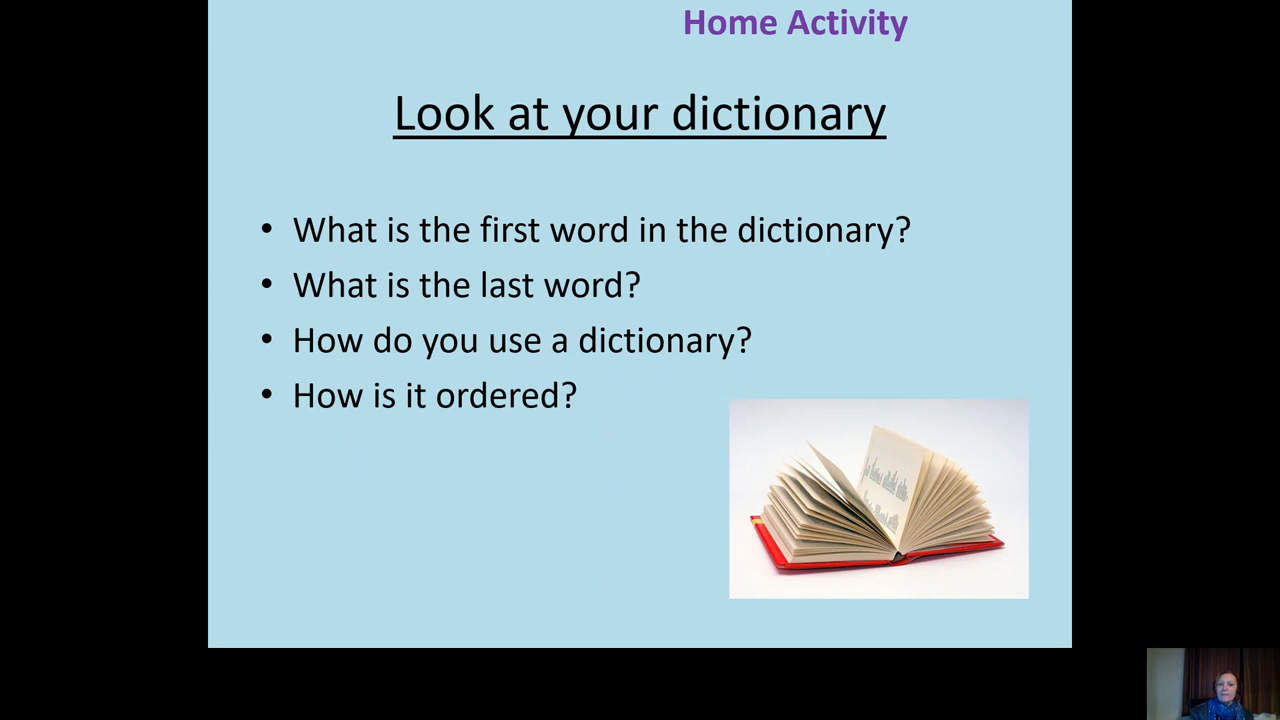 Home Activity
Look at your dictionary
• What is the first word in the dictionary?
• What is the last word?
• How do you use a dictionary?
• How is it ordered?